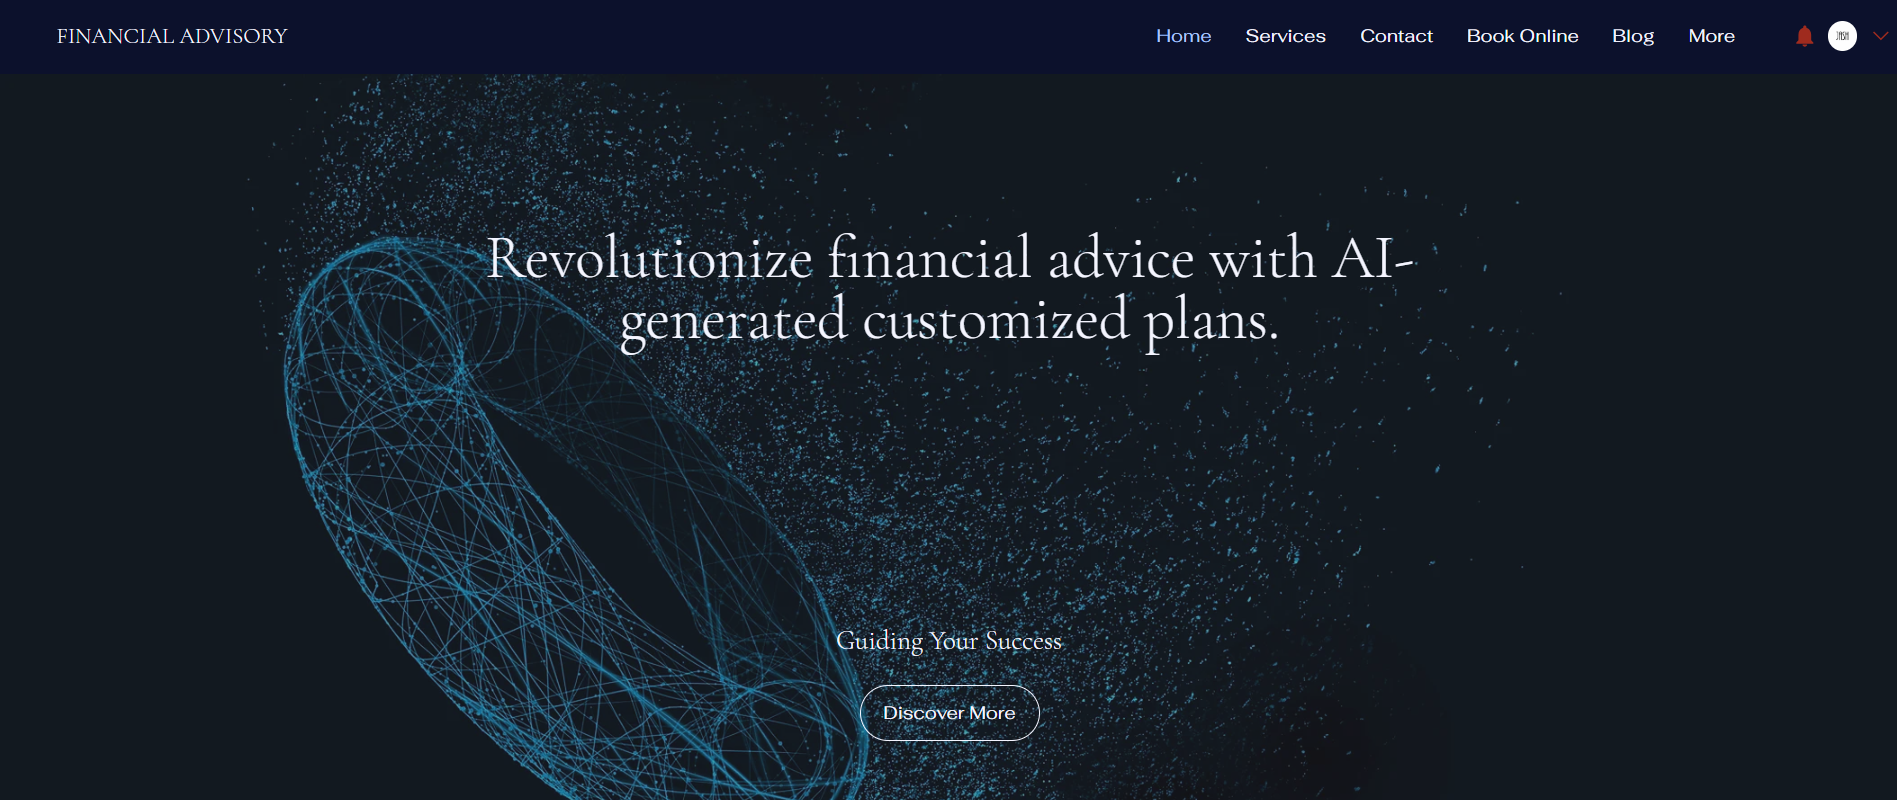 FINANCIAL ADVISORY
Home Services Contact Book Online Blog More
Revolutionize financial advice with AI-
generated customized plans.
Guiding Your Success
Discover More